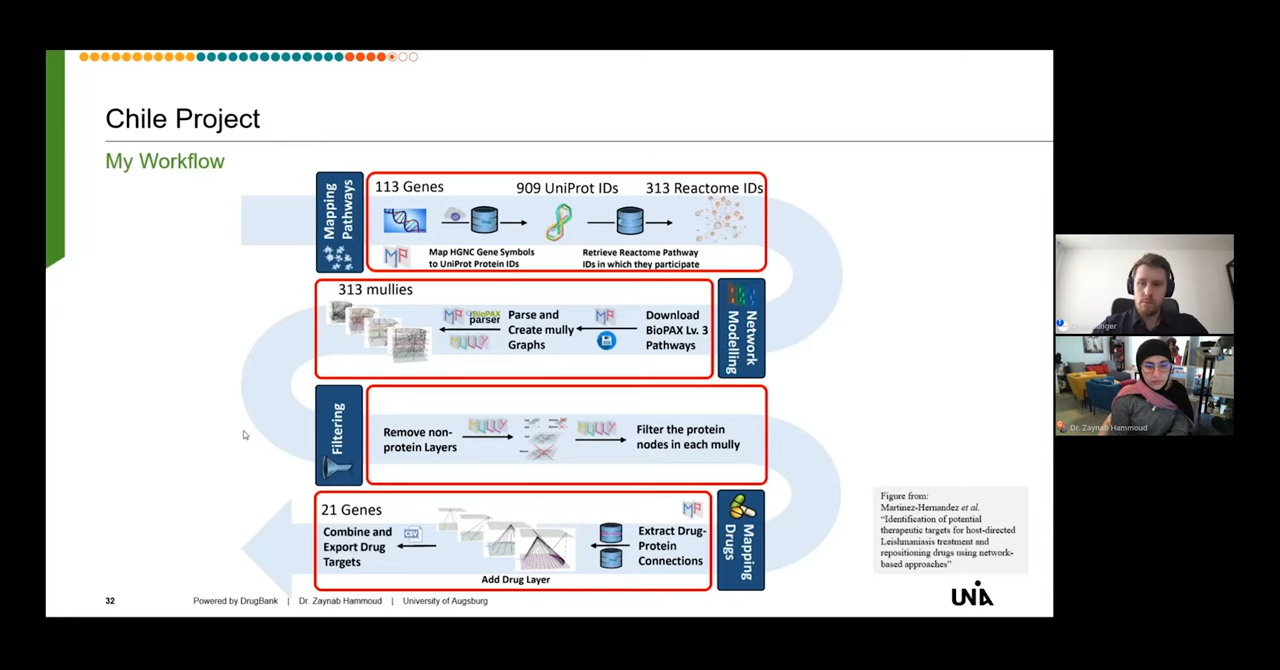 Chile Project
My Workflow
Mapping
Pathways
113 Genes
909 UniProt IDs
313 Reactome IDs
Map HGNC Gene Symbols
to UniProt Protein IDs
Retrieve Reactome Pathway
IDs in which they participate
313 mullies
BioPAX
parser
MULLY
Parse and
Create mully
Graphs
Download
BioPAX Lv. 3
Pathways
Network
Modelling
Filtering
Remove non-
protein Layers
MULLY
MULLY
Filter the protein
nodes in each mully
21 Genes
Combine and
Export Drug
Targets
CSV
Add Drug Layer
Extract Drug-
Protein
Connections
Mapping
Drugs
Figure from:
Martinez-Hernandez et al.
"Identification of potential
therapeutic targets for host-directed
Leishmaniasis treatment and
repositioning drugs using network-
based approaches"
32
Powered by DrugBank | Dr. Zaynab Hammoud | University of Augsburg
UNIA
Dr. Zaynab Hammoud